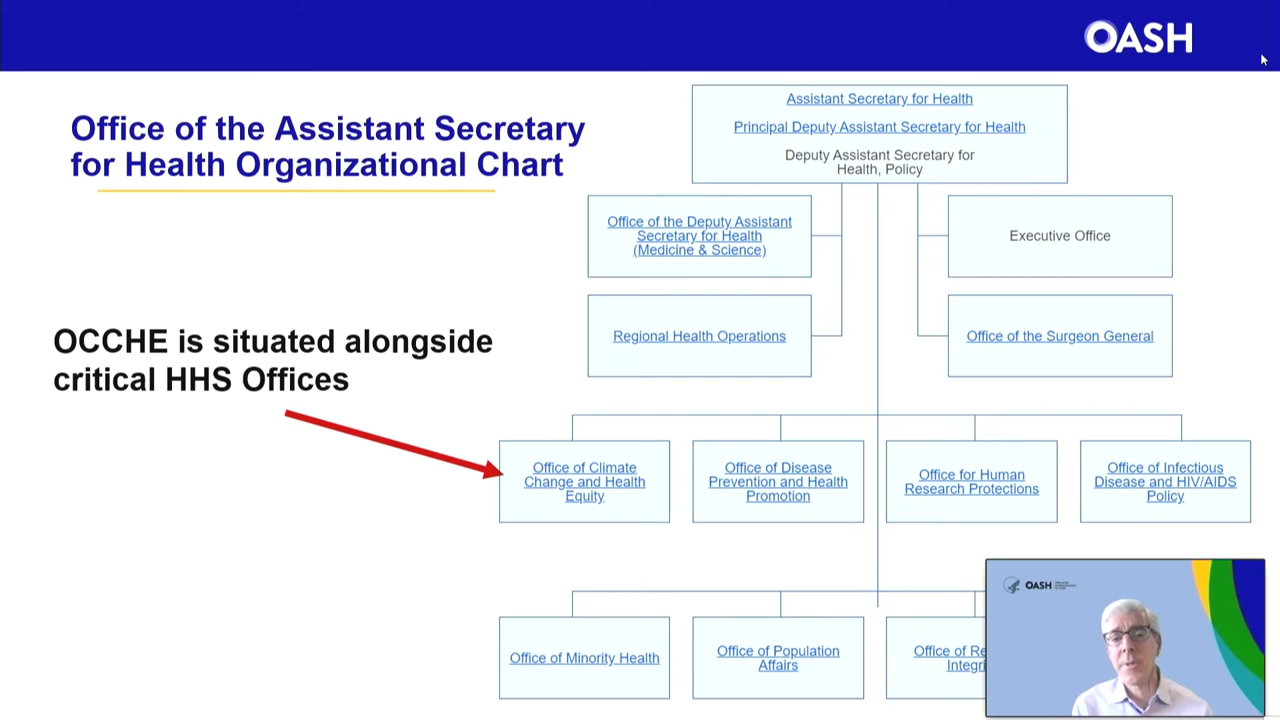 OASH
Office of the Assistant Secretary
for Health Organizational Chart
Assistant Secretary for Health
Principal Deputy Assistant Secretary for Health
Deputy Assistant Secretary for
Health, Policy
Office of the Deputy Assistant
Secretary for Health
(Medicine & Science)
Executive Office
Regional Health Operations
Office of the Surgeon General
OCCHE is situated alongside
critical HHS Offices
Office of Climate
Change and Health
Equity
Office of Disease
Prevention and Health
Promotion
Office for Human
Research Protections
Office of Infectious
Disease and HIV/AIDS
Policy
Office of Minority Health
Office of Population
Affairs
Office of Re
Integri
OASH